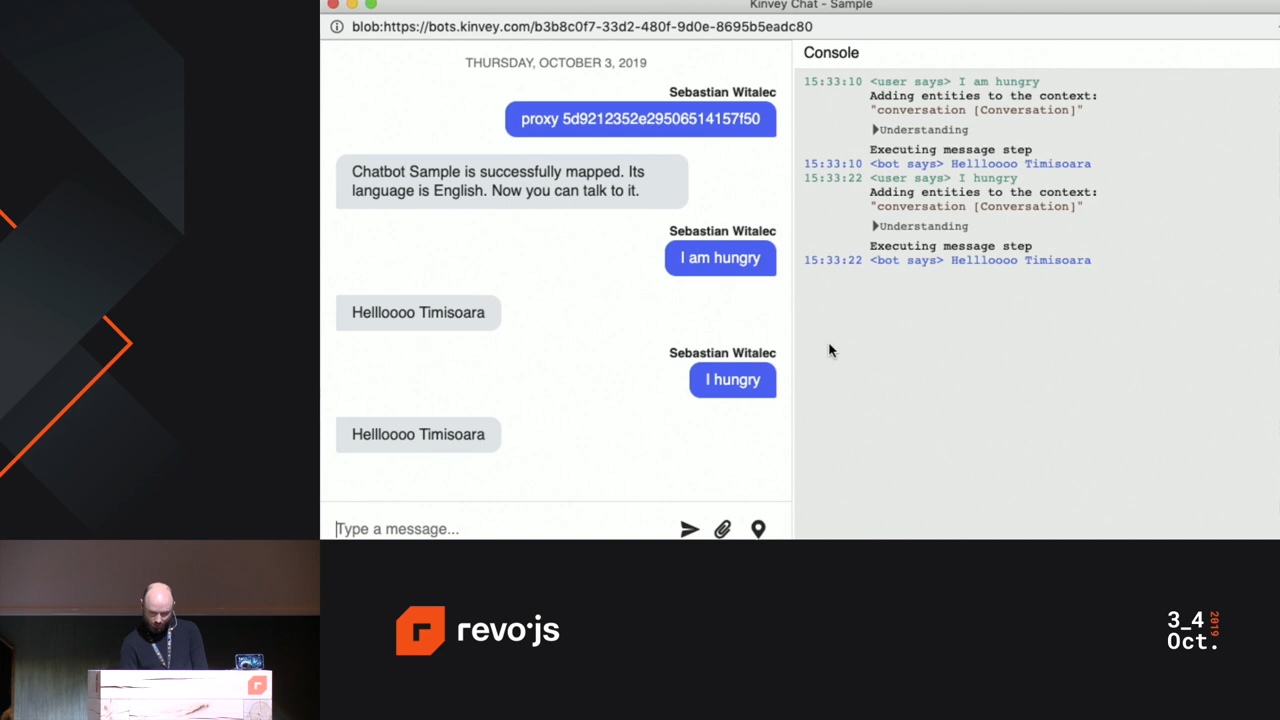 Kinvey Chat - Sample
blob:https://bots.kinvey.com/b3b8c0f7-33d2-480f-9d0e-8695b5eadc80
THURSDAY, OCTOBER 3, 2019
Sebastian Witalec
proxy 5d9212352e29506514157f50
Chatbot Sample is successfully mapped. Its
language is English. Now you can talk to it.
Sebastian Witalec
I am hungry
Hellloooo Timisoara
Sebastian Witalec
I hungry
Hellloooo Timisoara
Type a message...
Console
15:33:10 <user says> I am hungry
Adding entities to the context:
"conversation [Conversation]"
Understanding
Executing message step
15:33:10 <bot says> Hellloooo Timisoara
15:33:22 <user says> I hungry
Adding entities to the context:
"conversation [Conversation]"
Understanding
Executing message step
15:33:22 <bot says> Hellloooo Timisoara
r revo.js
3_4 2019
Oct.